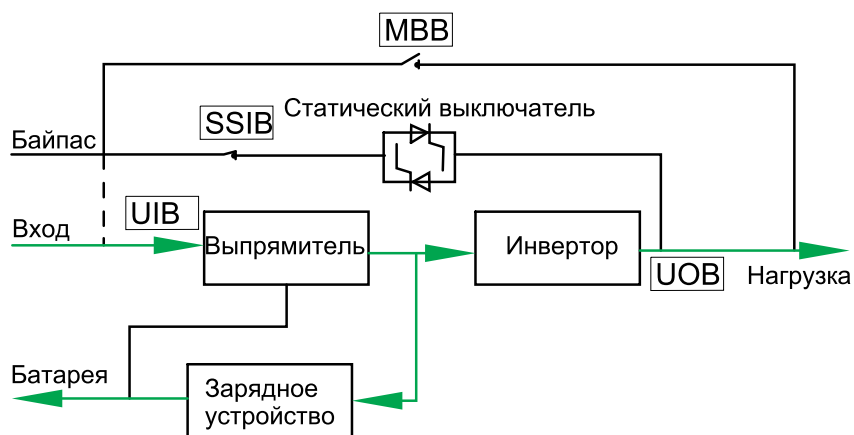 MBB
Статический выключатель
SSIB
Байпас
UIB
Вход
Выпрямитель
Инвертор
UOB
Нагрузка
Батарея
Зарядное
устройство